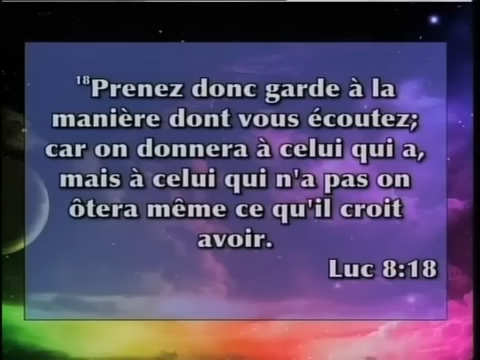 18Prenez donc garde à la
manière dont vous écoutez;
car on donnera à celui qui a,
mais à celui qui n'a pas on
ôtera même ce qu'il croit
avoir.
Luc 8:18